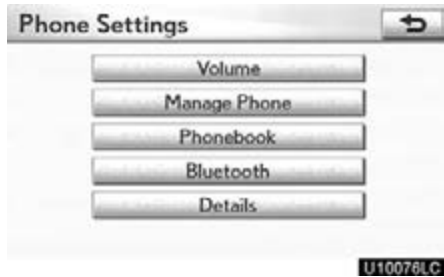 Phone Settings
Volume
Manage Phone
Phonebook
Bluetooth
Details
U10076LC